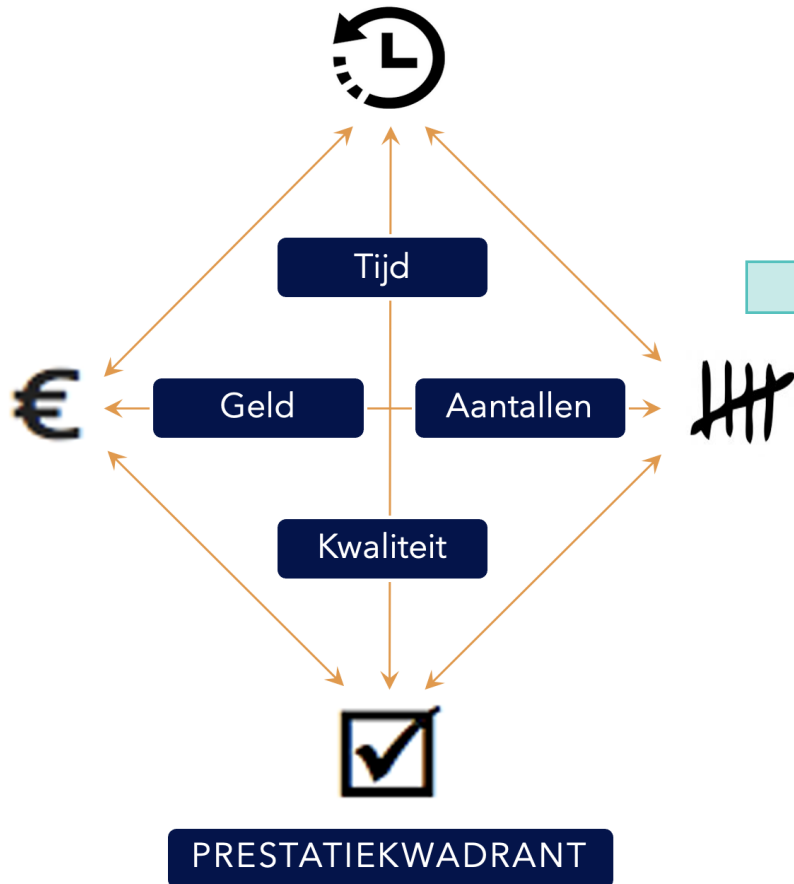 Tijd
€
Geld
Aantallen
Kwaliteit
PRESTATIEKWADRANT